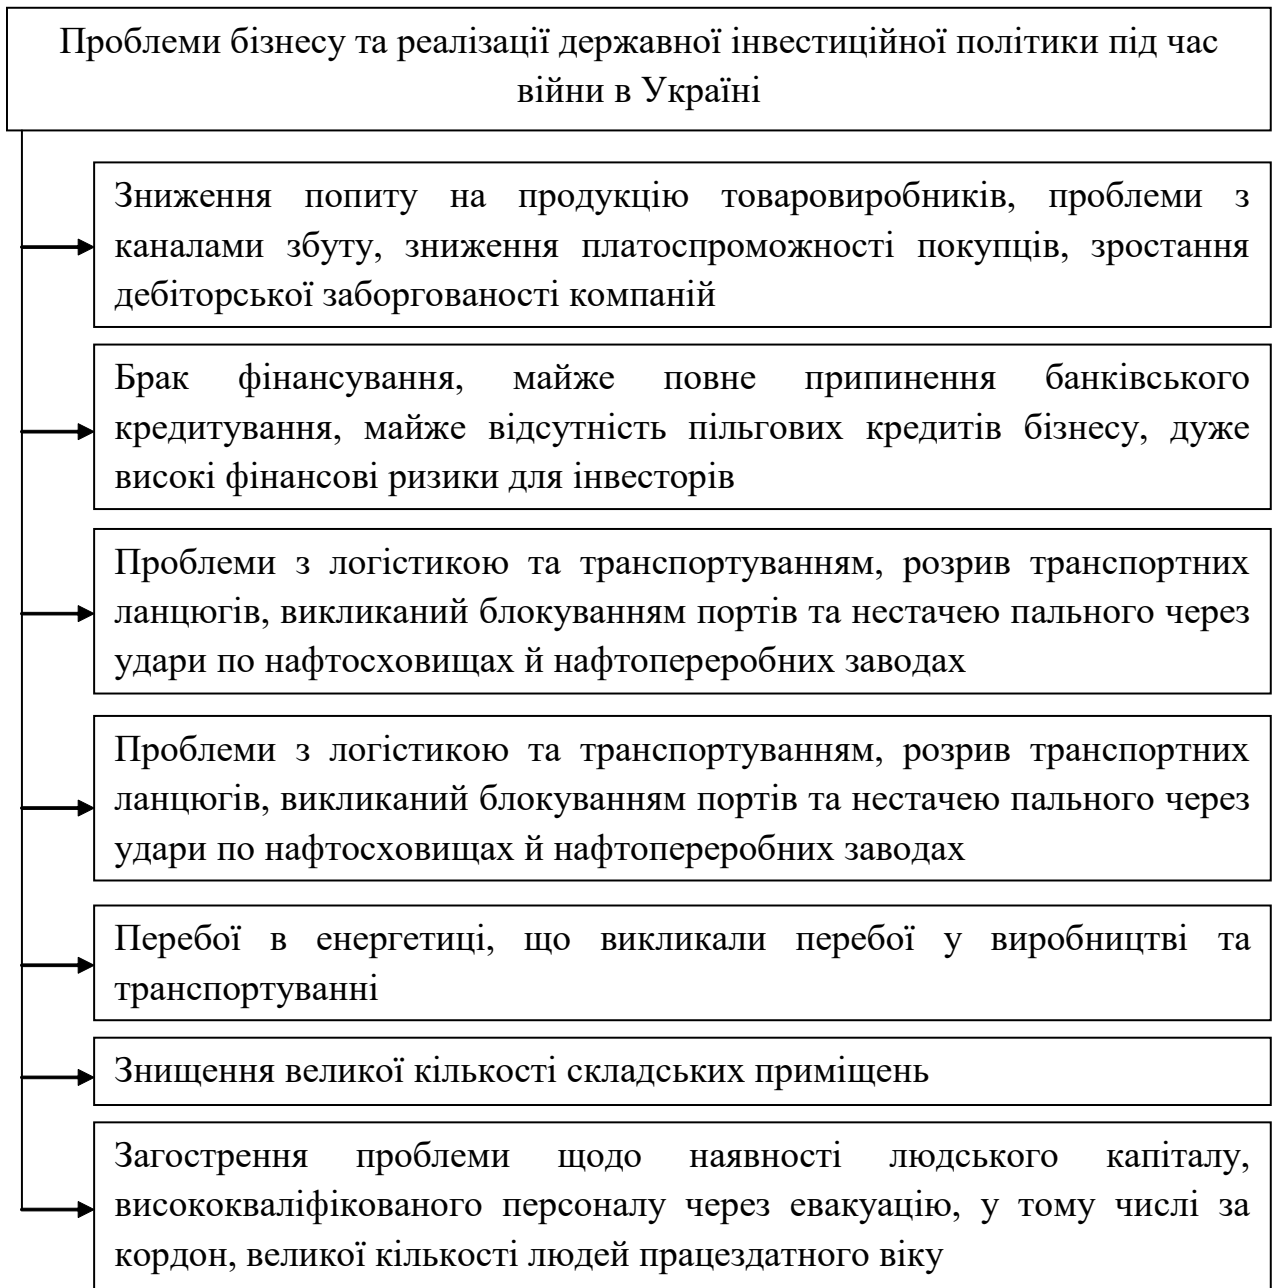 Проблеми бізнесу та реалізації державної інвестиційної політики під час
війни в Україні
Зниження попиту на продукцію товаровиробників, проблеми з
каналами збуту, зниження платоспроможності покупців, зростання
дебіторської заборгованості компаній
Брак фінансування, майже повне припинення банківського
кредитування, майже відсутність пільгових кредитів бізнесу, дуже
високі фінансові ризики для інвесторів
Проблеми з логістикою та транспортуванням, розрив транспортних
ланцюгів, викликаний блокуванням портів та нестачею пального через
удари по нафтосховищах й нафтопереробних заводах
Проблеми з логістикою та транспортуванням, розрив транспортних
ланцюгів, викликаний блокуванням портів та нестачею пального через
удари по нафтосховищах й нафтопереробних заводах
Перебої в енергетиці, що викликали перебої у виробництві та
транспортуванні
Знищення великої кількості складських приміщень
Загострення проблеми щодо наявності людського капіталу,
висококваліфікованого персоналу через евакуацію, у тому числі за
кордон, великої кількості людей працездатного віку